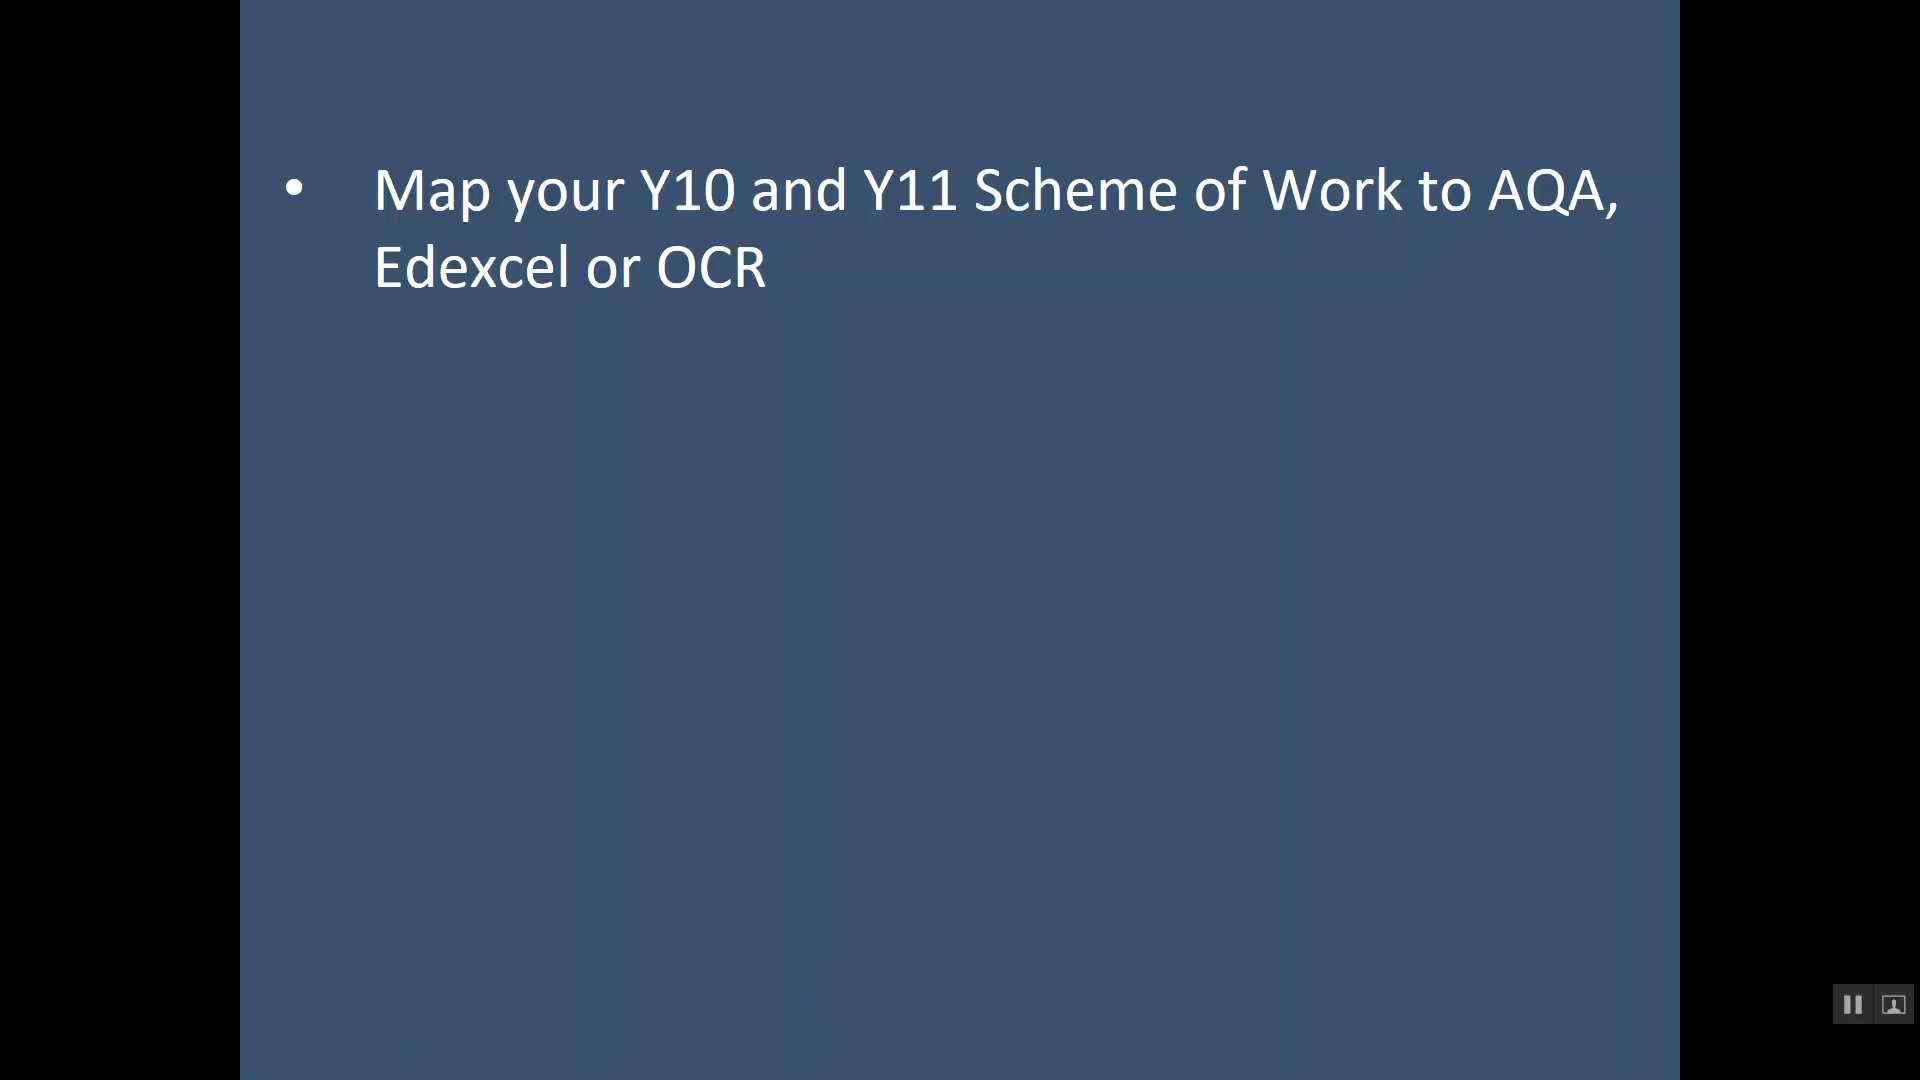 • Map your Y10 and Y11 Scheme of Work to AQA,
Edexcel or OCR